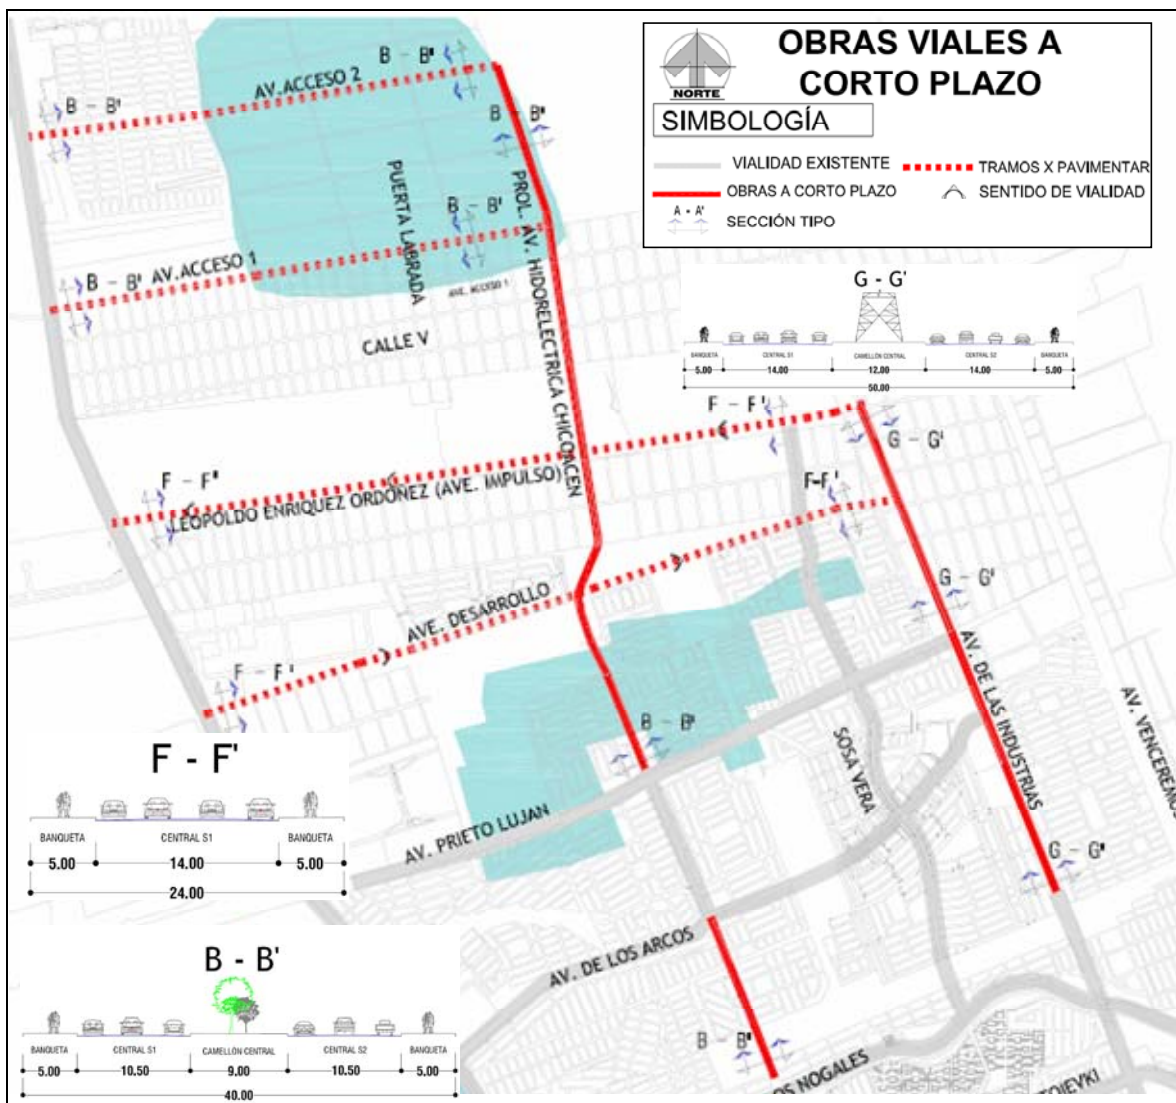 OBRAS VIALES A
CORTO PLAZO
NORTE
SIMBOLOGÍA
VIALIDAD EXISTENTE
TRAMOS X PAVIMENTAR
OBRAS A CORTO PLAZO
SENTIDO DE VIALIDAD
A - A'
SECCIÓN TIPO
B - B'
AV.ACCESO 2
B - B'
B - B'
PUERTA LABRADA
B - B'
PROL. AV. HIDORELECTRICA CHICOACEN
B - B'
AV.ACCESO 1
AVE. ACCESO 1
CALLE V
G - G'
BANQUETA CENTRAL S1 CAMELLÓN CENTRAL CENTRAL S2 BANQUETA
5.00 14.00 12.00 14.00 5.00
50.00
F - F'
G - G'
F - F'
LEOPOLDO ENRIQUEZ ORDOÑEZ (AVE. IMPULSO)
F-F'
G - G'
AVE. DESARROLLO
F - F'
AV. DE LAS INDUSTRIAS
AV. VENCEREMOS
B - B'
SOSA VERA
AV. PRIETO LUJAN
G - G'
F - F'
BANQUETA CENTRAL S1 BANQUETA
5.00 14.00 5.00
24.00
AV. DE LOS ARCOS
B - B'
BANQUETA CENTRAL S1 CAMELLÓN CENTRAL CENTRAL S2 BANQUETA
5.00 10.50 9.00 10.50 5.00
40.00
B - B'
OS NOGALES
TOIEVKI